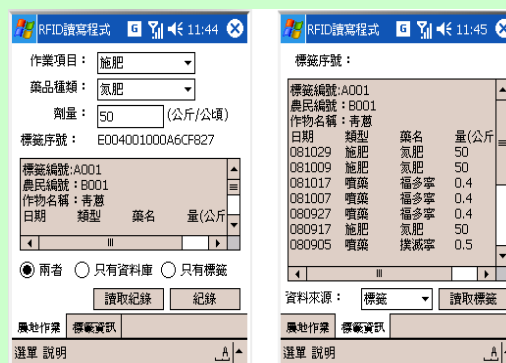 RFID讀寫程式 G 11:44
作業項目： 施肥
藥品種類： 氮肥
劑量： 50 (公斤/公頃)
標籤序號： E004001000A6CF827
標籤編號:A001
農民編號：B001
作物名稱：青蔥
日期 類型 藥名 量(公斤
兩者 只有資料庫 只有標籤
讀取紀錄 紀錄
農地作業 標籤資訊
選單 說明 A
RFID讀寫程式 G 11:45
標籤序號：
標籤編號:A001
農民編號：B001
作物名稱：青蔥
日期 類型 藥名 量(公斤
081029 施肥 氮肥 50
081009 施肥 氮肥 50
081017 噴藥 福多寧 0.4
081007 噴藥 福多寧 0.4
080927 噴藥 福多寧 0.4
080917 施肥 氮肥 50
080905 噴藥 撲滅寧 0.5
資料來源： 標籤 讀取標籤
農地作業 標籤資訊
選單 說明 A